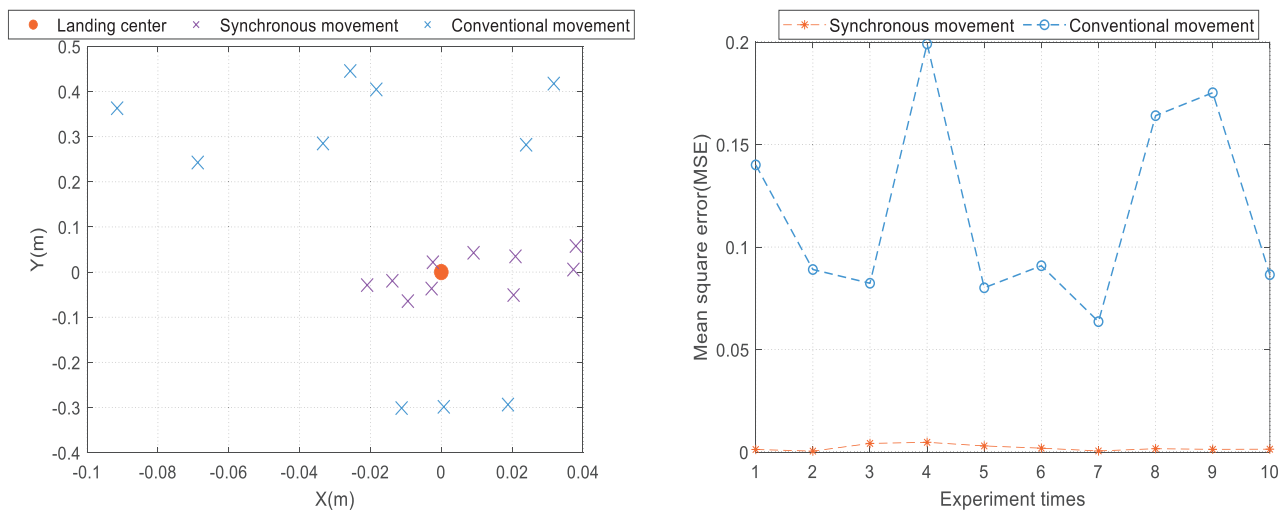 Landing center Synchronous movement Conventional movement
0.5
0.4
0.3
0.2
0.1
0
-0.1
-0.2
-0.3
-0.4
Y(m)
-0.1 -0.08 -0.06 -0.04 -0.02 0 0.02 0.04
X(m)
Synchronous movement Conventional movement
0.2
0.15
0.1
0.05
0
Mean square error(MSE)
1 2 3 4 5 6 7 8 9 10
Experiment times